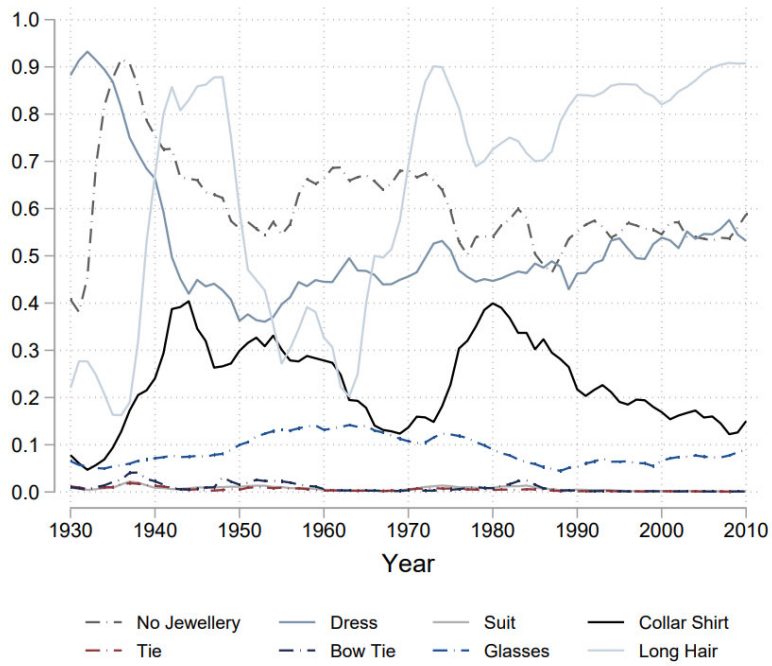 1.0
0.9
0.8
0.7
0.6
0.5
0.4
0.3
0.2
0.1
0.0
1930 1940 1950 1960 1970 1980 1990 2000 2010
Year
No Jewellery Dress Suit Collar Shirt
Tie Bow Tie Glasses Long Hair